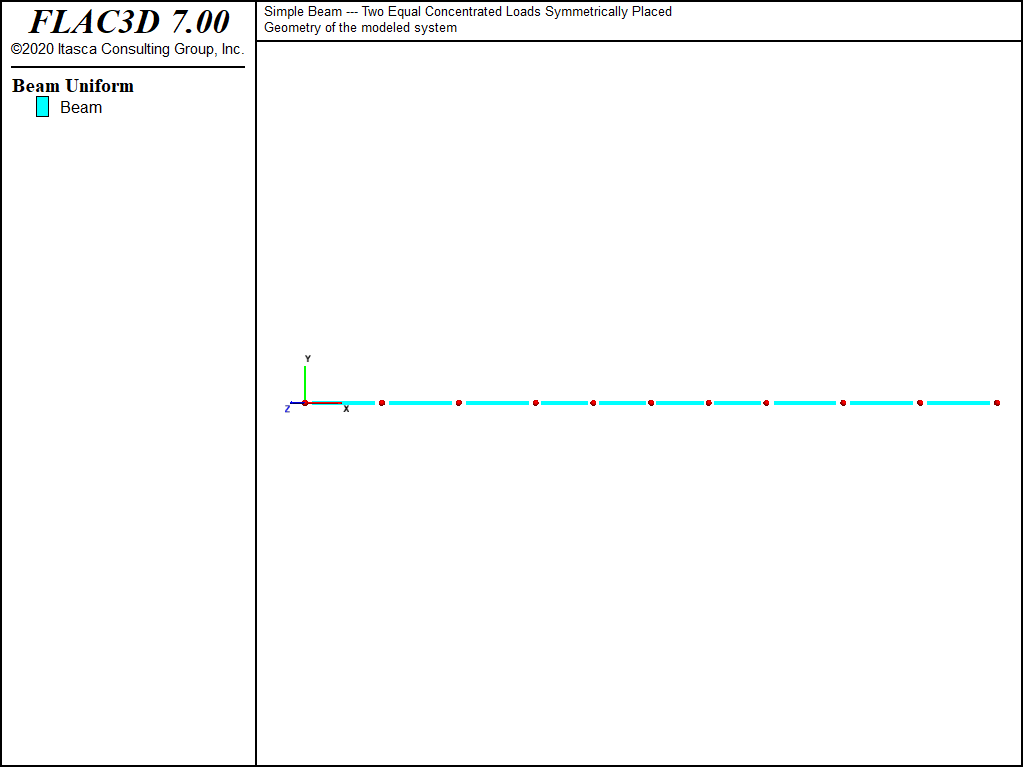 FLAC3D 7.00
©2020 Itasca Consulting Group, Inc.
Beam Uniform
Beam
Simple Beam --- Two Equal Concentrated Loads Symmetrically Placed
Geometry of the modeled system
Y
Z
X